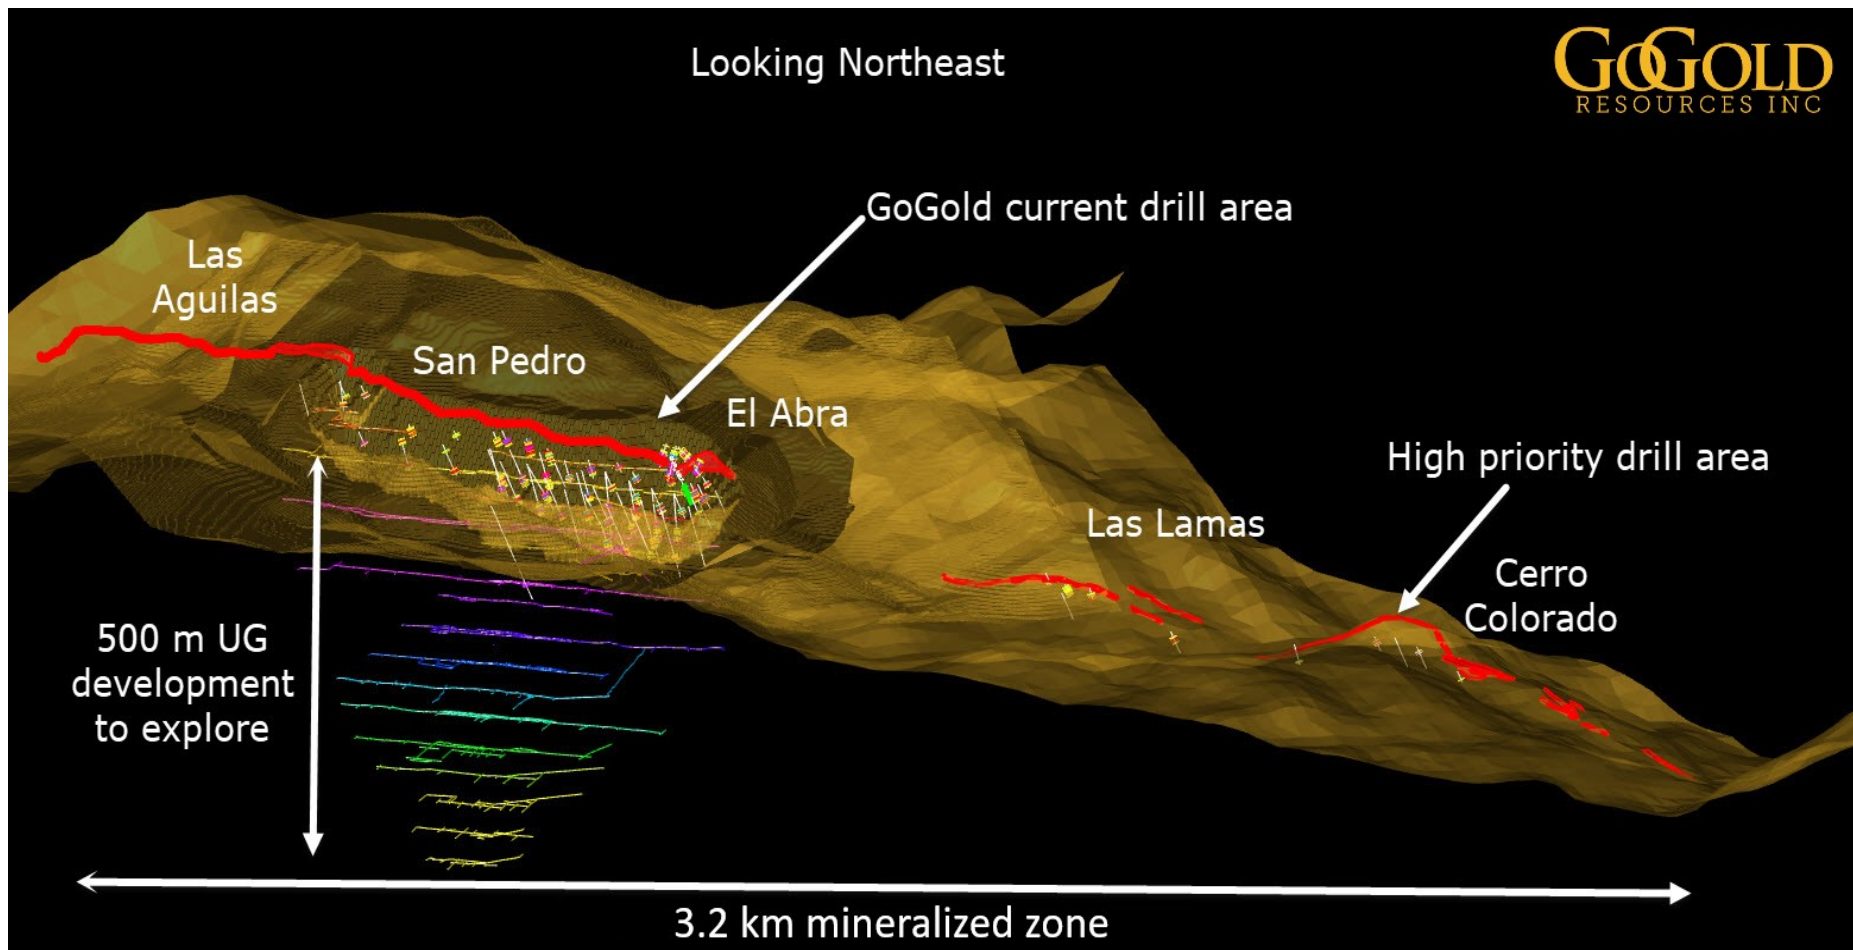 Looking Northeast
GOGOLD
RESOURCES INC
GoGold current drill area
Las
Aguilas
San Pedro
El Abra
High priority drill area
Las Lamas
Cerro
Colorado
500 m UG
development
to explore
3.2 km mineralized zone